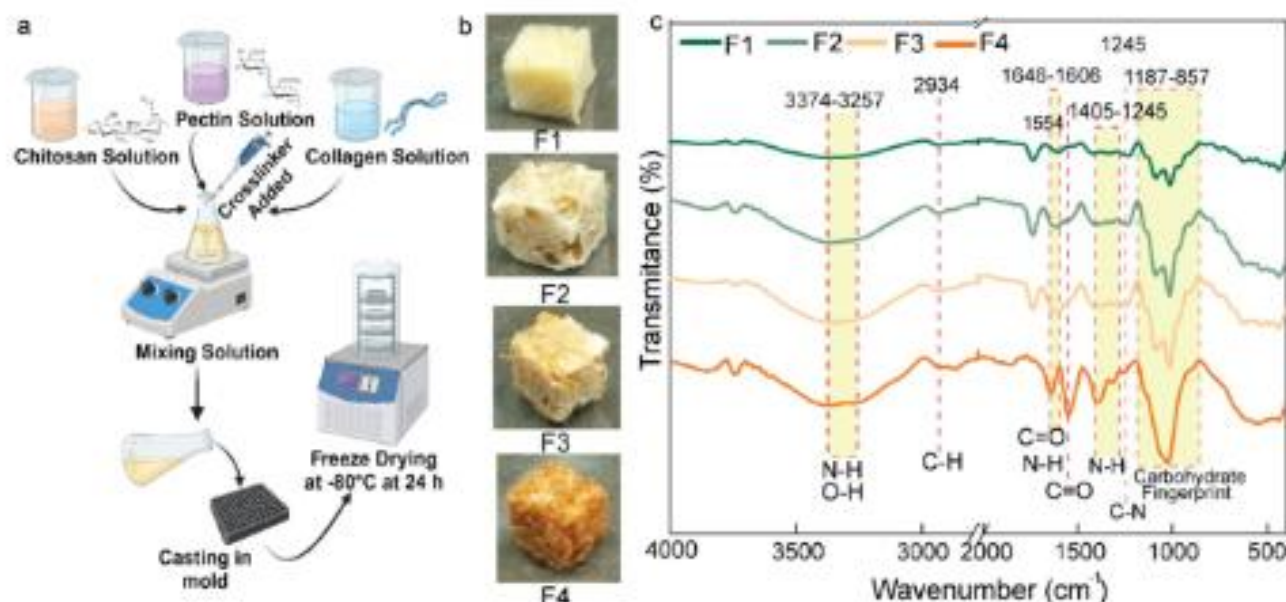 a
Pectin Solution
Chitosan Solution
Collagen Solution
Crosslinker
Added
Mixing Solution
Freeze Drying
at -80°C at 24 h
Casting in
mold
b
F1
F2
F3
F4
c
F1
F2
F3
F4
1245
3374-3257
2934
1646-1606
1187-857
1554
1405-1245
Transmitance (%)
N-H
O-H
C-H
C=O
N-H
C=O
N-H
C-N
Carbohydrate
Fingerprint
4000
3500
3000
2000
1500
1000
500
Wavenumber (cm⁻¹)